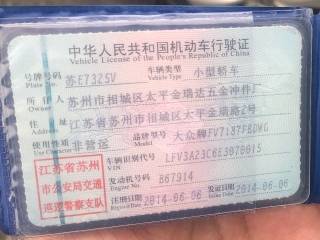 中华人民共和国机动车行驶证
Vehicle License of the People's Republic of China
号牌号码 苏E7325V 车辆类型 小型轿车
Plate No. Vehicle Type
所有人 苏州市相城区太平金瑞达五金冲件厂
Owner
住址 江苏省苏州市相城区太平金瑞路2号
Address
使用性质 非营运 品牌型号 大众牌FV7187FBDWG
Use Character Model
江苏省苏州市公安局交通巡逻警察支队
车辆识别代号 LFV3A23C6E3070015
VIN
发动机号码 B67914
Engine No.
注册日期 2014-06-06 发证日期 2014-06-06
Register Date Issue Date